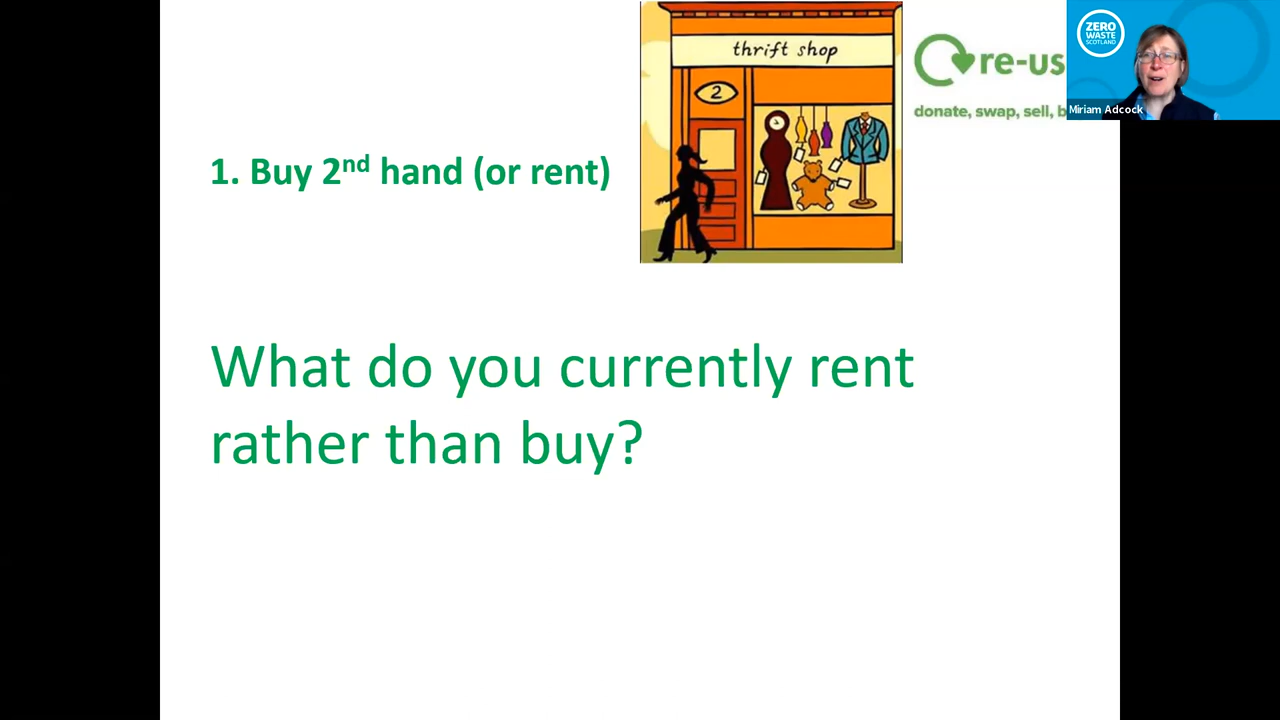 thrift shop
2
re-us
donate, swap, sell, b
ZERO
WASTE
SCOTLAND
Miriam Adcock
1. Buy 2nd hand (or rent)
What do you currently rent
rather than buy?